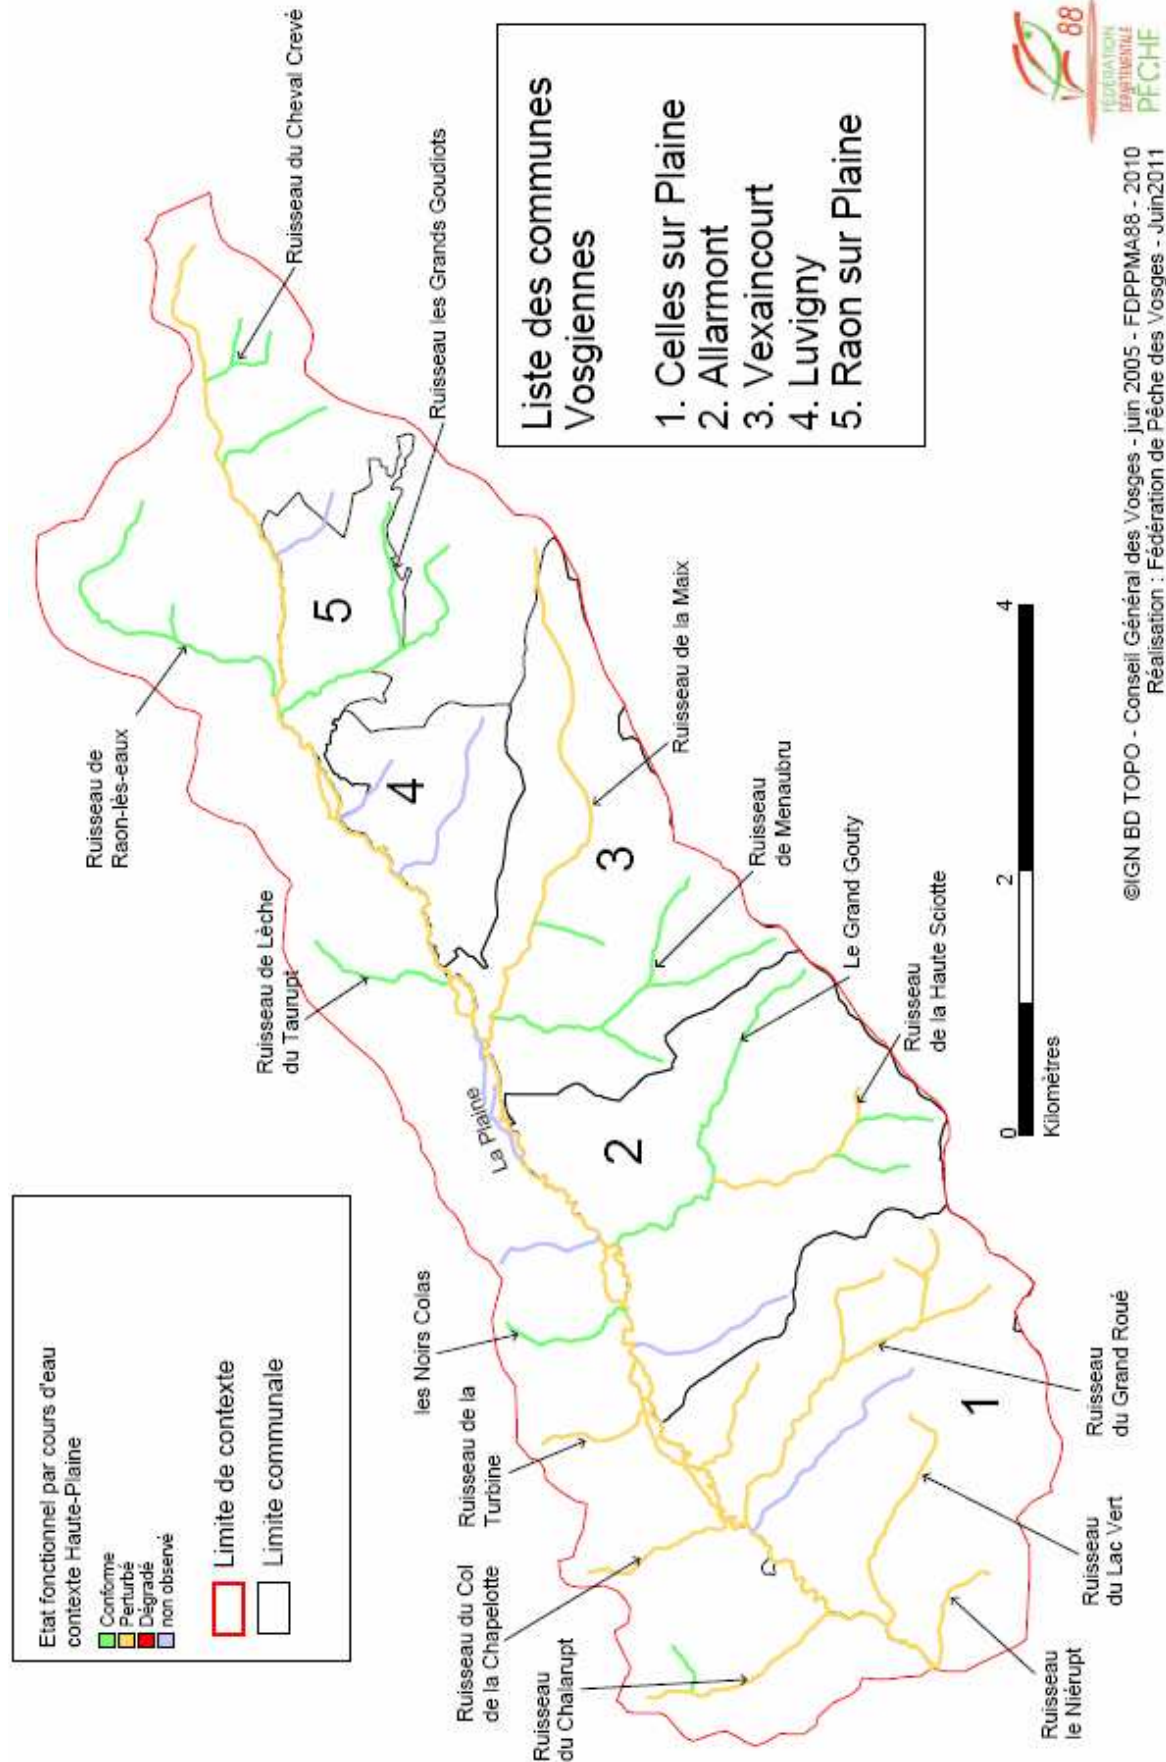 Etat fonctionnel par cours d'eau
contexte Haute-Plaine
Conforme
Perturbé
Dégradé
non observé
Limite de contexte
Limite communale
Ruisseau de
Raon-lès-eaux
Ruisseau du Cheval Crevé
Ruisseau les Grands Goudiots
Ruisseau de Lèche
du Taurupt
La Plaine
les Noirs Colas
Ruisseau de la
Turbine
Ruisseau du Col
de la Chapelotte
Ruisseau
du Chalarupt
5
4
3
2
1
Ruisseau de la Maix
Ruisseau
de Menaubru
Le Grand Gouty
Ruisseau
de la Haute Sciotte
Ruisseau
du Grand Roué
Ruisseau
du Lac Vert
Ruisseau
le Niérupt
Liste des communes
Vosgiennes
1. Celles sur Plaine
2. Allarmont
3. Vexaincourt
4. Luvigny
5. Raon sur Plaine
0 2 4
Kilomètres
©IGN BD TOPO - Conseil Général des Vosges - juin 2005 - FDPPMA88 - 2010
Réalisation : Fédération de Pêche des Vosges - Juin2011
88
FÉDÉRATION
DÉPARTEMENTALE
PÊCHE